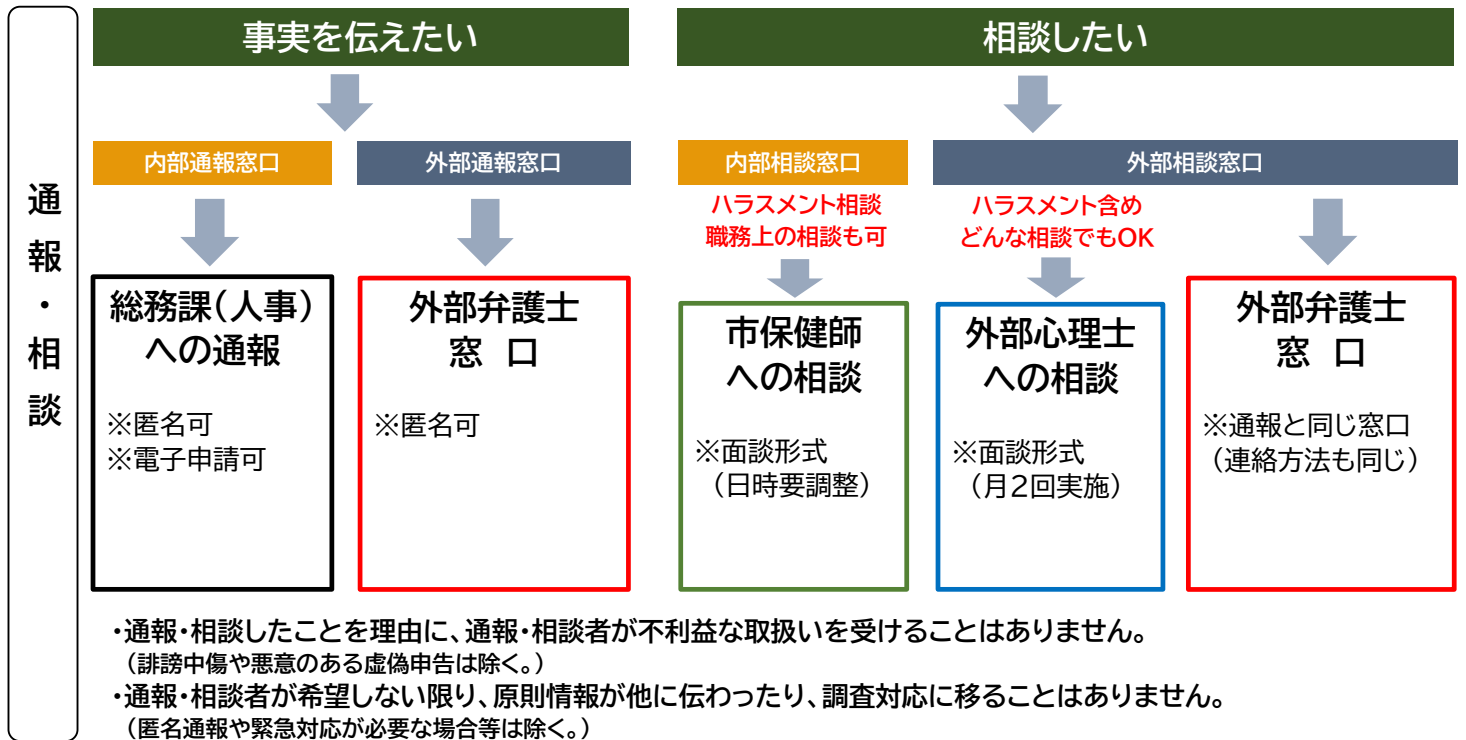 通報・相談
事実を伝えたい
相談したい
内部通報窓口
外部通報窓口
内部相談窓口
外部相談窓口
ハラスメント相談
職務上の相談も可
ハラスメント含め
どんな相談でもOK
総務課(人事)
への通報
※匿名可
※電子申請可
外部弁護士
窓 口
※匿名可
市保健師
への相談
※面談形式
(日時要調整)
外部心理士
への相談
※面談形式
(月2回実施)
外部弁護士
窓 口
※通報と同じ窓口
(連絡方法も同じ)
・通報・相談したことを理由に、通報・相談者が不利益な取扱いを受けることはありません。
(誹謗中傷や悪意のある虚偽申告は除く。)
・通報・相談者が希望しない限り、原則情報が他に伝わったり、調査対応に移ることはありません。
(匿名通報や緊急対応が必要な場合等は除く。)